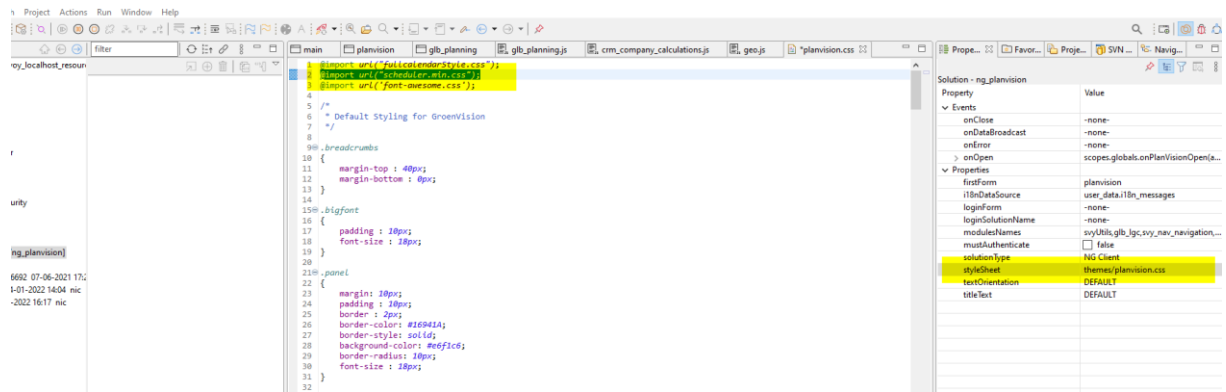 Project Actions Window Help
filter
main planvision glb_planning glb_planning.js crm_company_calculations.js geo.js *planvision.css
Prope... Favor... Proje... SVN ... Navig...
roy_localhost_resour
urity
ng_planvision]
6692 07-06-2021 17:2
4-01-2022 14:04 nic
-2022 16:17 nic
1 @import url("fullcalendarStyle.css");
2 @import url("scheduler.min.css");
3 @import url('font-awesome.css');
4
5 /*
6 * Default Styling for GroenVision
7 */
8
9 .breadcrumbs
10 {
11 margin-top : 40px;
12 margin-bottom : 0px;
13 }
14
15 .bigfont
16 {
17 padding : 10px;
18 font-size : 18px;
19 }
20
21 .panel
22 {
23 margin: 10px;
24 padding : 10px;
25 border : 2px;
26 border-color: #16941A;
27 border-style: solid;
28 background-color: #e6f1c6;
29 border-radius: 10px;
30 font-size : 18px;
31 }
32
Solution - ng_planvision
Property Value
Events
onClose -none-
onDataBroadcast -none-
onError -none-
onOpen scopes.globals.onPlanVisionOpen(a...
Properties
firstForm planvision
i18nDataSource user_data.i18n_messages
loginForm -none-
loginSolutionName -none-
modulesNames svyUtils,glb_lgc,svy_nav_navigation,...
mustAuthenticate false
solutionType NG Client
styleSheet themes/planvision.css
textOrientation DEFAULT
titleText DEFAULT